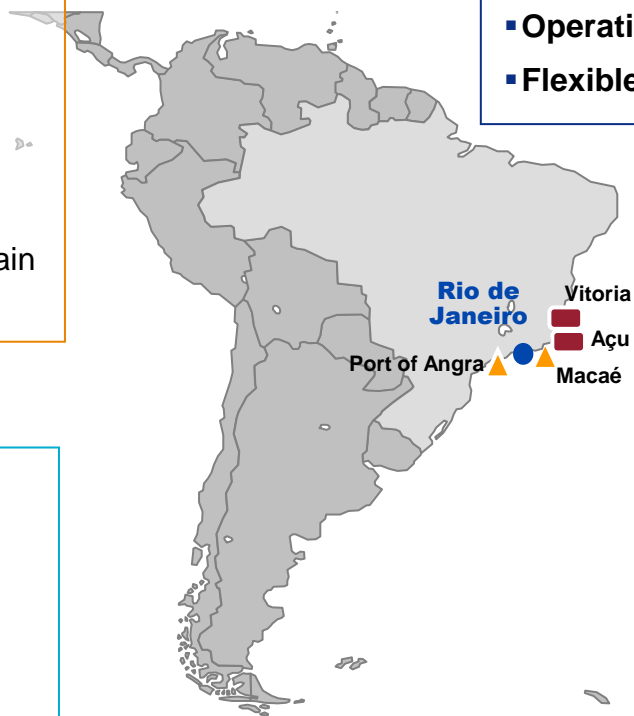 Operati
Flexible
ain
Rio de
Janeiro
Vitoria
Açu
Port of Angra
Macaé